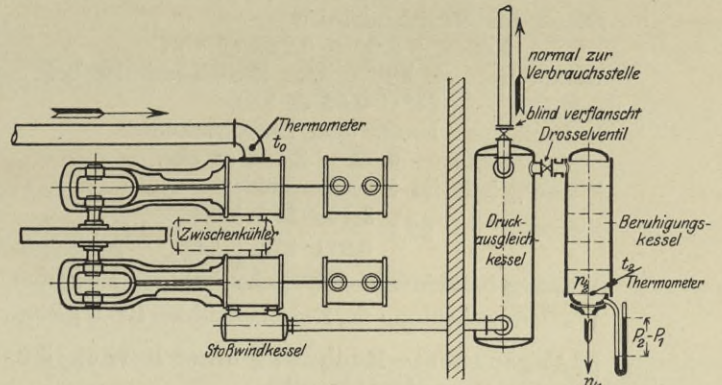 normal zur
Verbrauchsstelle
blind verflanscht
Drosselventil
Thermometer
t₀
Zwischenkühler
Druck-
ausgleich-
kessel
Beruhigungs-
kessel
t₂
Thermometer
P₂-P₁
Stoßwindkessel